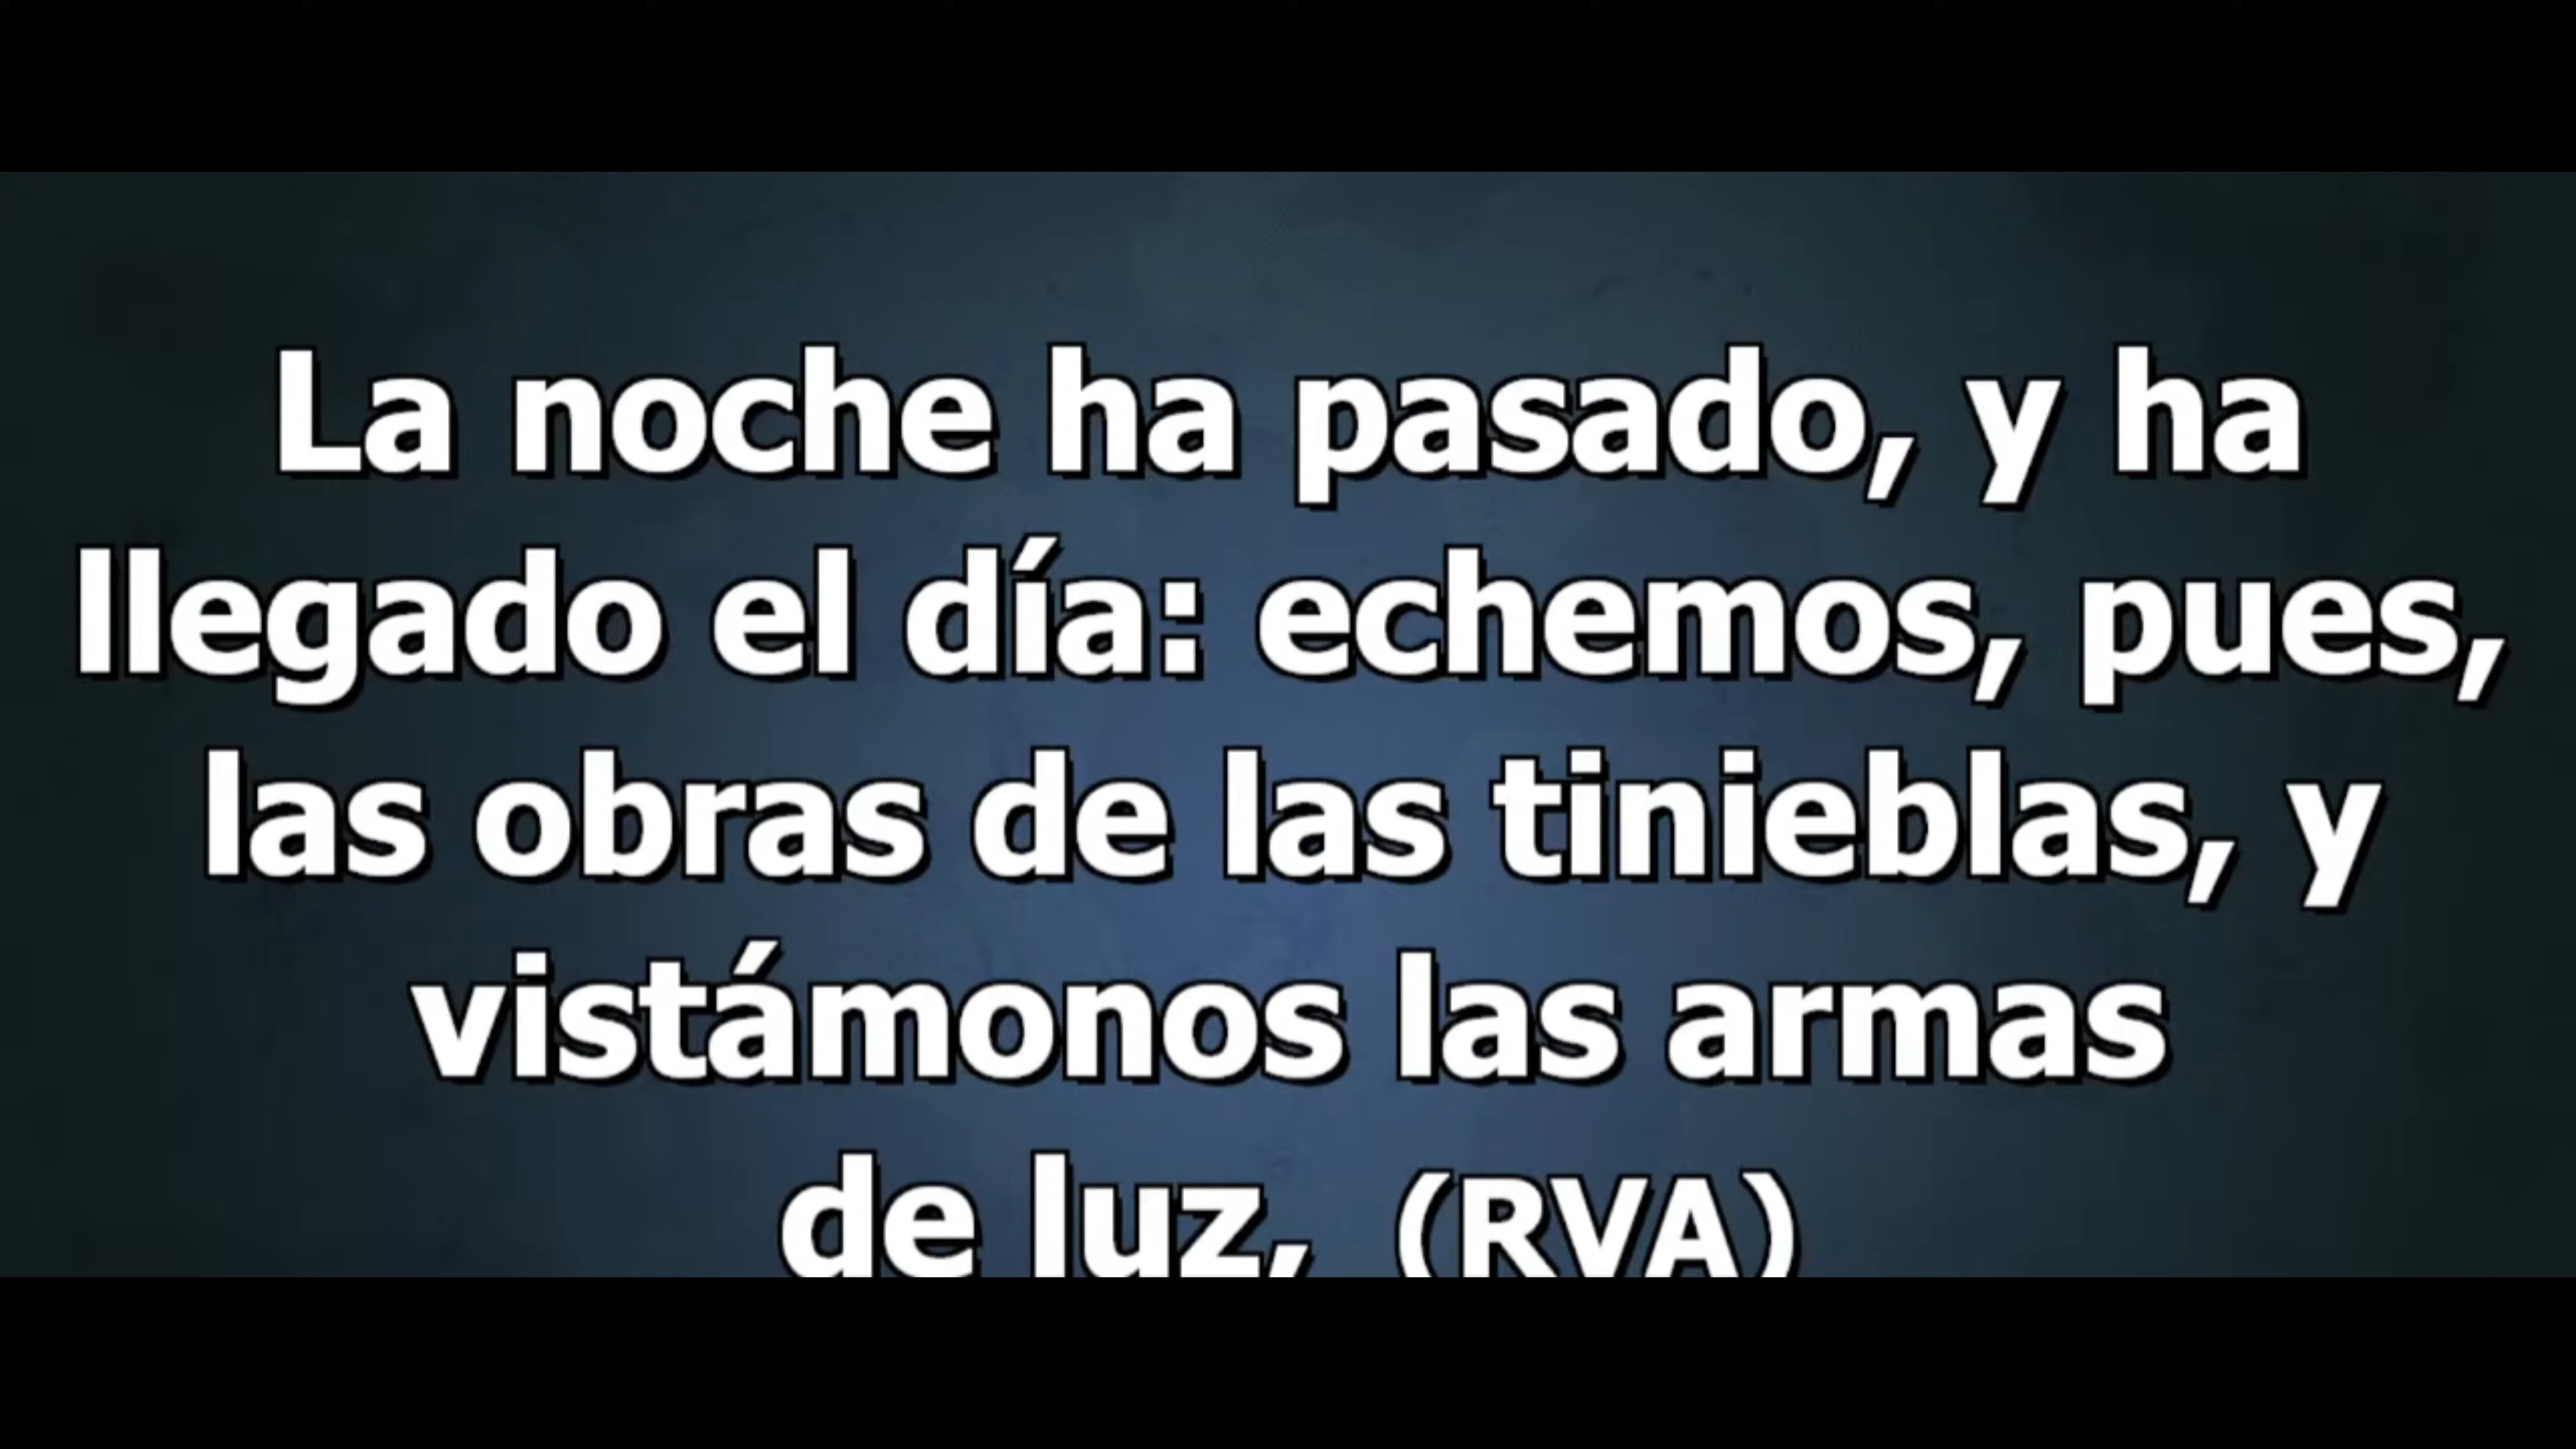 La noche ha pasado, y ha
llegado el día: echemos, pues,
las obras de las tinieblas, y
vistámonos las armas
de luz, (RVA)